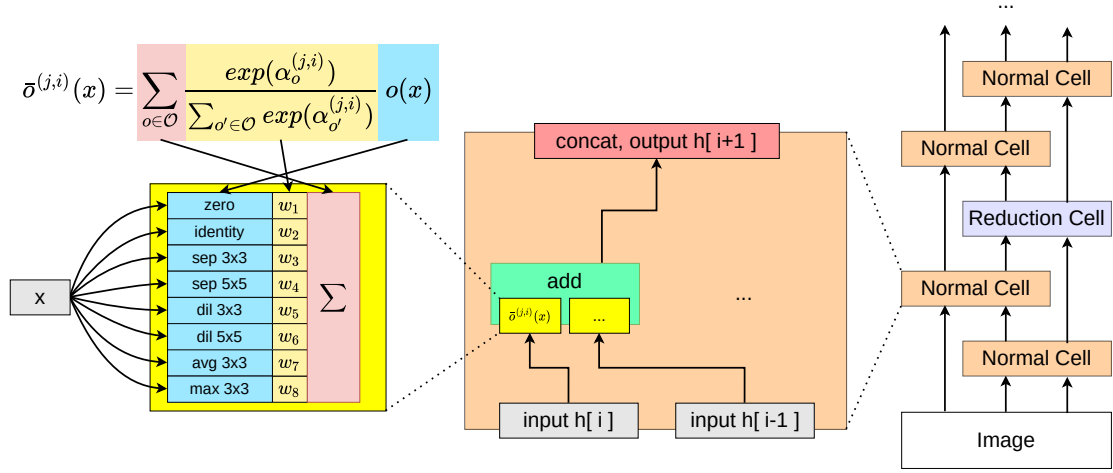 ō^{(j,i)}(x) = ∑_{o∈𝒪} \frac{exp(α_o^{(j,i)})}{∑_{o'∈𝒪} exp(α_{o'}^{(j,i)})} o(x)
x
zero w₁
identity w₂
sep 3x3 w₃
sep 5x5 w₄
dil 3x3 w₅
dil 5x5 w₆
avg 3x3 w₇
max 3x3 w₈
∑
concat, output h[ i+1 ]
add
ō^{(j,i)}(x)
...
...
input h[ i ]
input h[ i-1 ]
...
Normal Cell
Normal Cell
Reduction Cell
Normal Cell
Normal Cell
Image